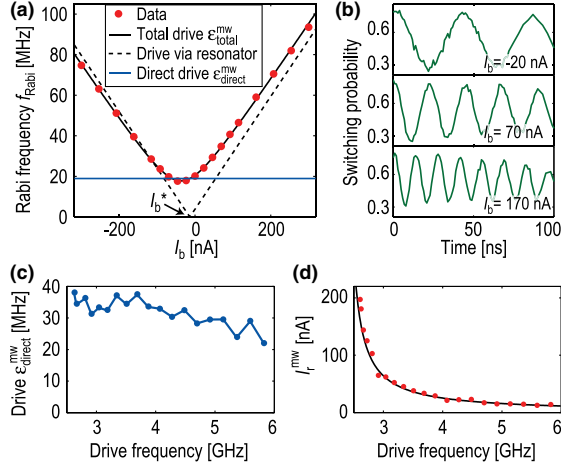 (a)
Data
Total drive ε_total^mw
Drive via resonator
Direct drive ε_direct^mw
Rabi frequency f_Rabi [MHz]
100
80
60
40
20
0
I_b*
-200 0 200
I_b [nA]
(b)
Switching probability
0.6
0.3
I_b= -20 nA
0.6
0.3
I_b= 70 nA
0.6
0.3
I_b= 170 nA
0 50 100
Time [ns]
(c)
Drive ε_direct^mw [MHz]
40
30
20
10
0
3 4 5 6
Drive frequency [GHz]
(d)
I_r^mw [nA]
200
100
0
3 4 5 6
Drive frequency [GHz]